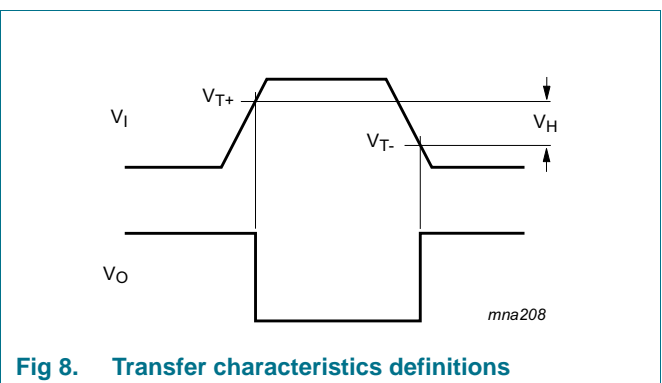 VT+
VI
VH
VT-
VO
mna208
Fig 8. Transfer characteristics definitions